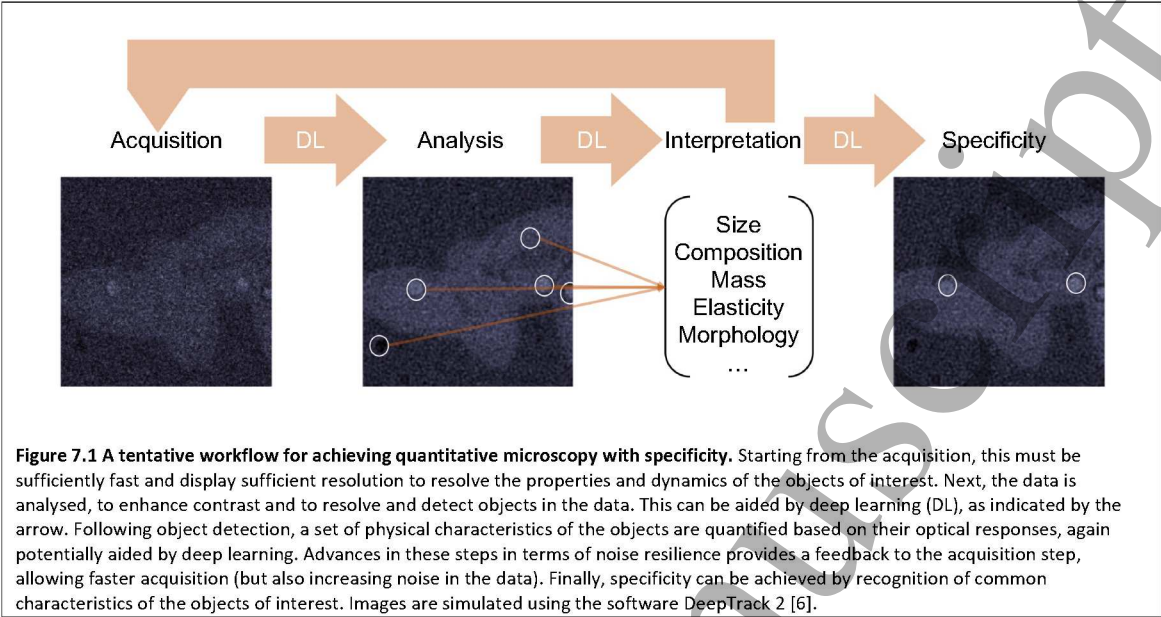 Acquisition DL Analysis DL Interpretation DL Specificity
Size
Composition
Mass
Elasticity
Morphology
...
Figure 7.1 A tentative workflow for achieving quantitative microscopy with specificity. Starting from the acquisition, this must be
sufficiently fast and display sufficient resolution to resolve the properties and dynamics of the objects of interest. Next, the data is
analysed, to enhance contrast and to resolve and detect objects in the data. This can be aided by deep learning (DL), as indicated by the
arrow. Following object detection, a set of physical characteristics of the objects are quantified based on their optical responses, again
potentially aided by deep learning. Advances in these steps in terms of noise resilience provides a feedback to the acquisition step,
allowing faster acquisition (but also increasing noise in the data). Finally, specificity can be achieved by recognition of common
characteristics of the objects of interest. Images are simulated using the software DeepTrack 2 [6].